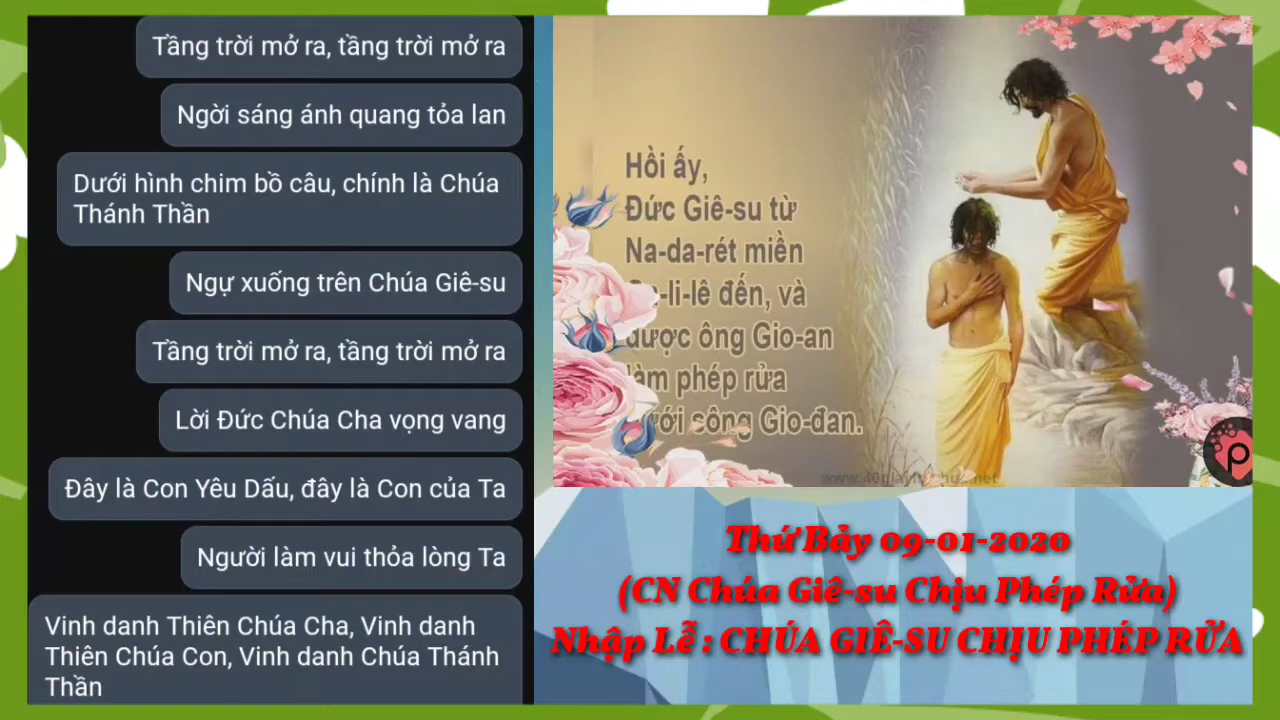 Tầng trời mở ra, tầng trời mở ra
Ngời sáng ánh quang tỏa lan
Dưới hình chim bồ câu, chính là Chúa
Thánh Thần
Ngự xuống trên Chúa Giê-su
Tầng trời mở ra, tầng trời mở ra
Lời Đức Chúa Cha vọng vang
Đây là Con Yêu Dấu, đây là Con của Ta
Người làm vui thỏa lòng Ta
Vinh danh Thiên Chúa Cha, Vinh danh
Thiên Chúa Con, Vinh danh Chúa Thánh
Thần
Hồi ấy,
Đức Giê-su từ
Na-da-rét miền
Ga-li-lê đến, và
được ông Gio-an
làm phép rửa
dưới sông Gio-đan.
Thứ Bảy 09-01-2020
(CN Chúa Giê-su Chịu Phép Rửa)
Nhập Lễ : CHÚA GIÊ-SU CHỊU PHÉP RỬA